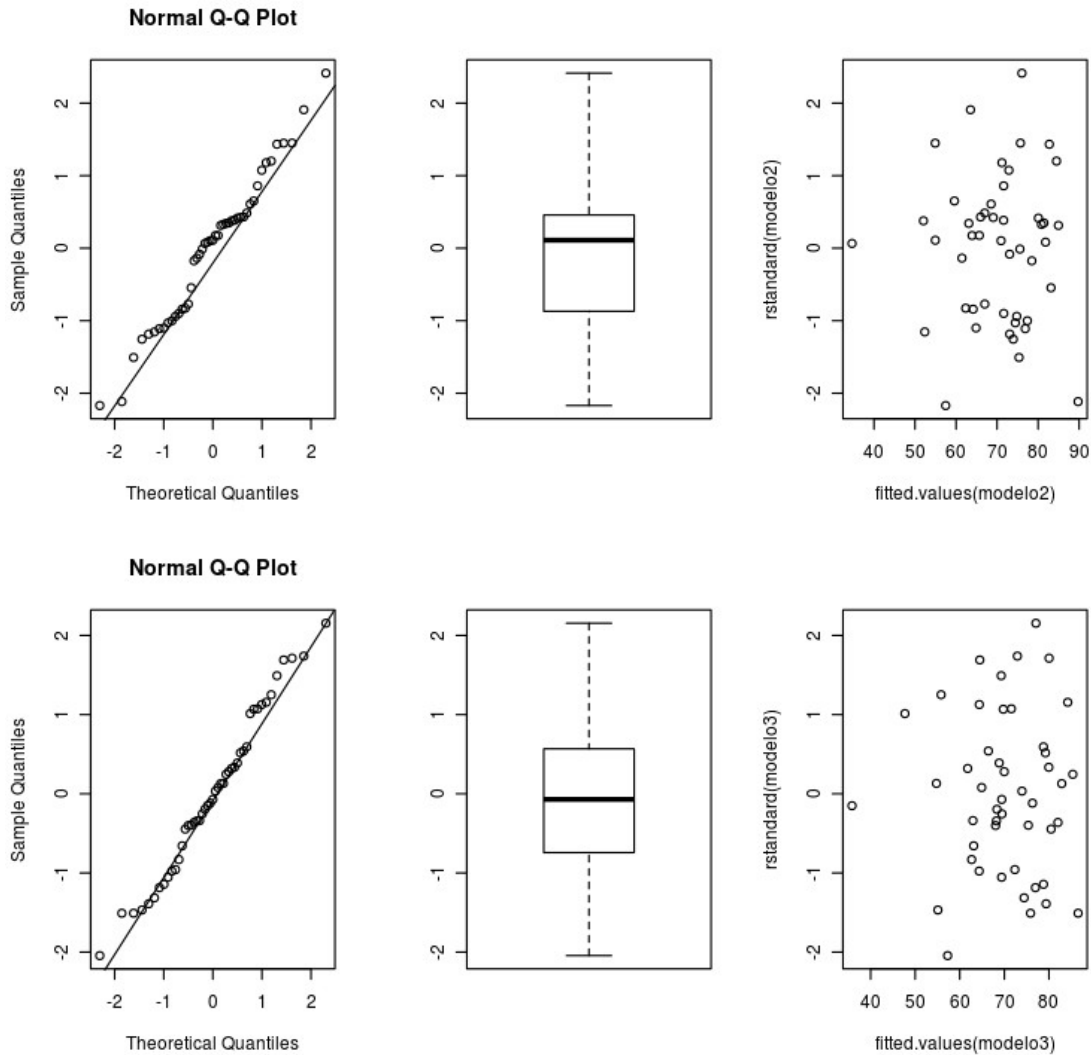 Normal Q-Q Plot
Sample Quantiles
-2 -1 0 1 2
-2 -1 0 1 2
Theoretical Quantiles
-2 -1 0 1 2
rstandard(modelo2)
-2 -1 0 1 2
40 50 60 70 80 90
fitted.values(modelo2)
Normal Q-Q Plot
Sample Quantiles
-2 -1 0 1 2
-2 -1 0 1 2
Theoretical Quantiles
-2 -1 0 1 2
rstandard(modelo3)
-2 -1 0 1 2
40 50 60 70 80
fitted.values(modelo3)